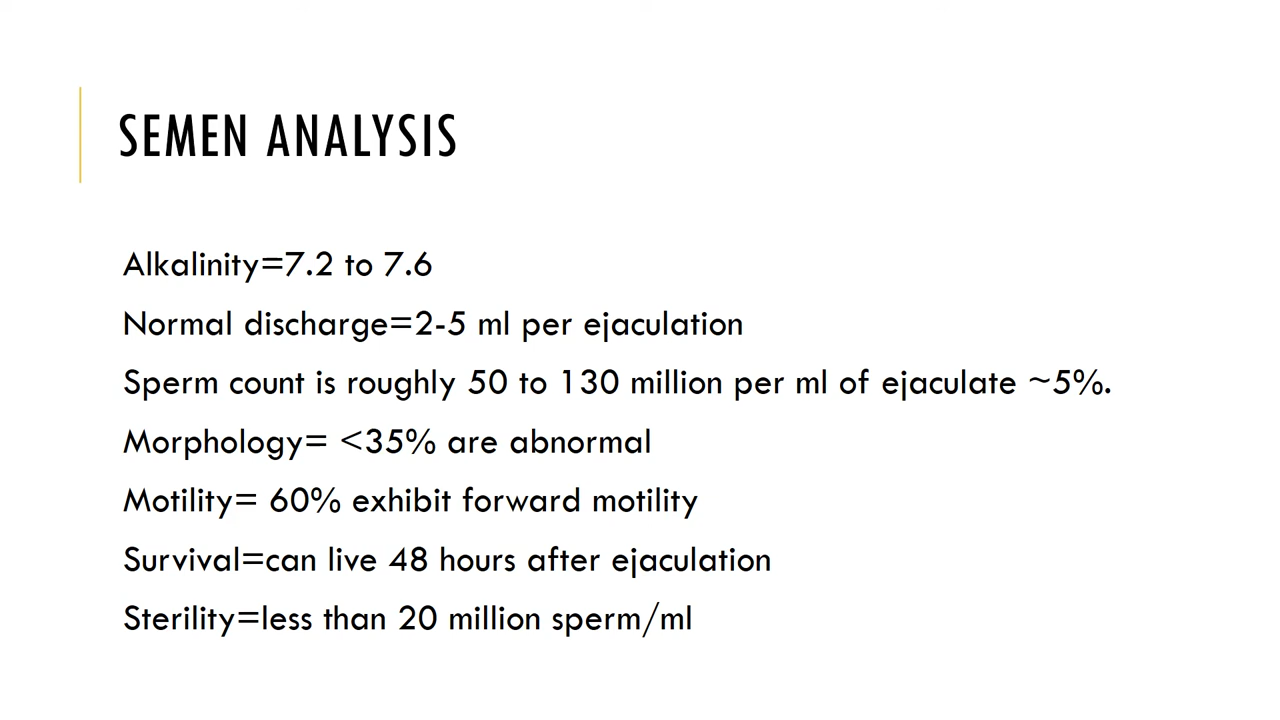 SEMEN ANALYSIS
Alkalinity=7.2 to 7.6
Normal discharge=2-5 ml per ejaculation
Sperm count is roughly 50 to 130 million per ml of ejaculate ~5%.
Morphology= <35% are abnormal
Motility= 60% exhibit forward motility
Survival=can live 48 hours after ejaculation
Sterility=less than 20 million sperm/ml